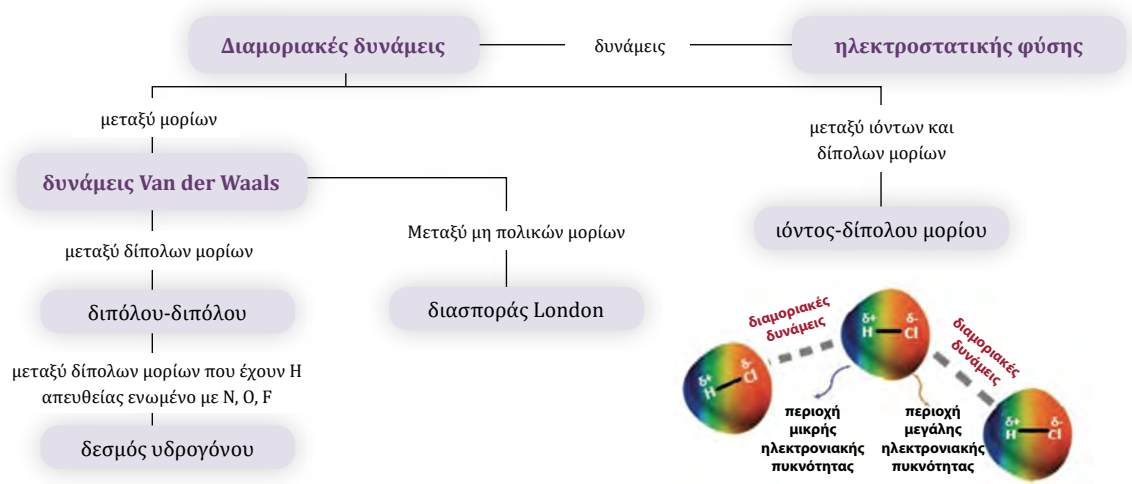 Διαμοριακές δυνάμεις
δυνάμεις
ηλεκτροστατικής φύσης
μεταξύ μορίων
μεταξύ ιόντων και
δίπολων μορίων
δυνάμεις Van der Waals
Μεταξύ μη πολικών μορίων
ιόντος-δίπολου μορίου
μεταξύ δίπολων μορίων
διπόλου-διπόλου
διασποράς London
μεταξύ δίπολων μορίων που έχουν Η
απευθείας ενωμένο με N, O, F
δεσμός υδρογόνου
διαμοριακές
δυνάμεις
δ+ δ-
H Cl
διαμοριακές
δυνάμεις
δ+ δ-
H Cl
δ+ δ-
H Cl
περιοχή
μικρής
ηλεκτρονιακής
πυκνότητας
περιοχή
μεγάλης
ηλεκτρονιακής
πυκνότητας